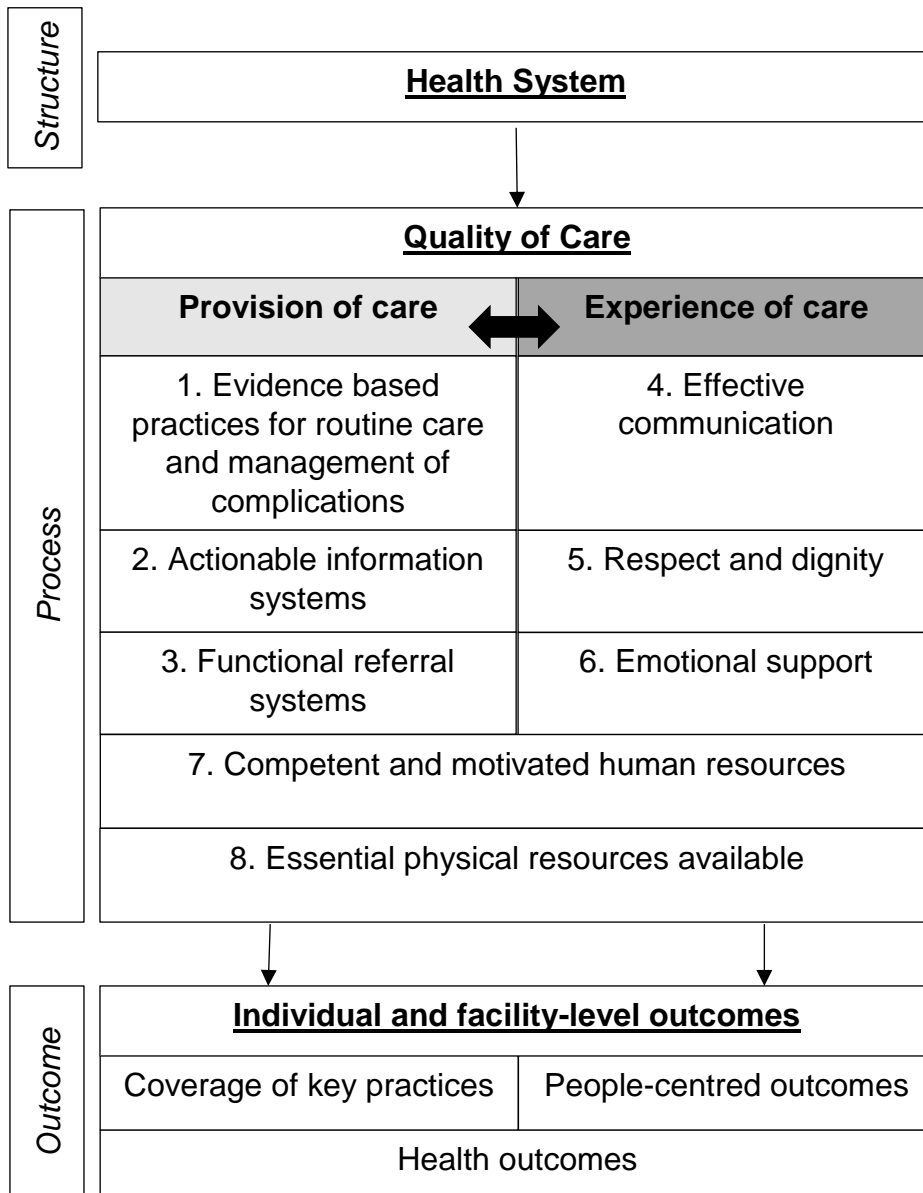 Structure
Health System
Process
Quality of Care
Provision of care
Experience of care
1. Evidence based
practices for routine care
and management of
complications
4. Effective
communication
2. Actionable information
systems
5. Respect and dignity
3. Functional referral
systems
6. Emotional support
7. Competent and motivated human resources
8. Essential physical resources available
Outcome
Individual and facility-level outcomes
Coverage of key practices
People-centred outcomes
Health outcomes